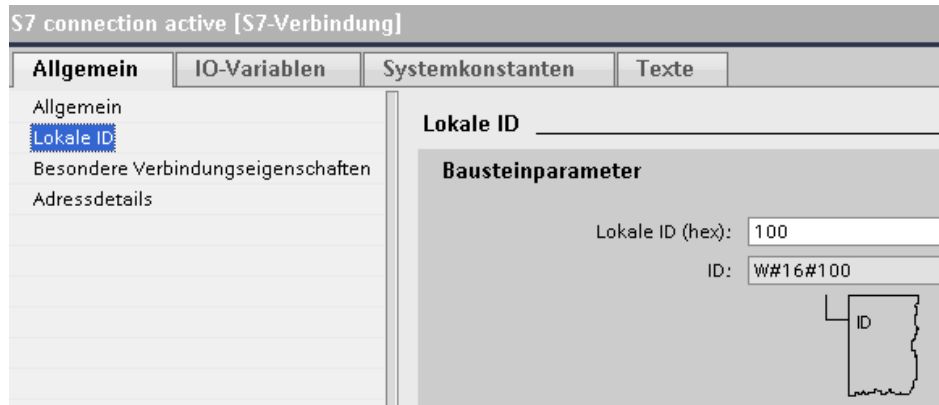 S7 connection active [S7-Verbindung]
Allgemein IO-Variablen Systemkonstanten Texte
Allgemein
Lokale ID
Besondere Verbindungseigenschaften
Adressdetails
Lokale ID
Bausteinparameter
Lokale ID (hex): 100
ID: W#16#100
ID